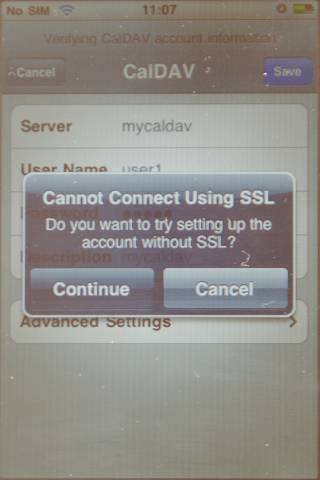 No SIM 11:07
Verifying CalDAV account information
Cancel CalDAV Save
Server mycaldav
User Name user1
Cannot Connect Using SSL
Password
Do you want to try setting up the
account without SSL?
Description mycaldav
Continue Cancel
Advanced Settings